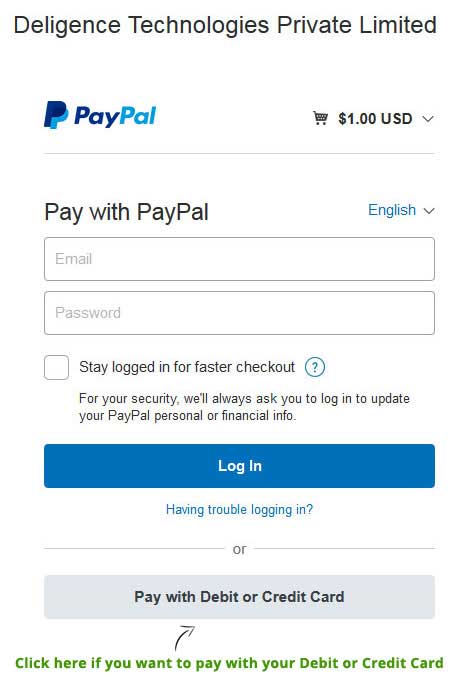 Deligence Technologies Private Limited
PayPal
$1.00 USD
Pay with PayPal
English
Email
Password
Stay logged in for faster checkout ?
For your security, we'll always ask you to log in to update
your PayPal personal or financial info.
Log In
Having trouble logging in?
or
Pay with Debit or Credit Card
Click here if you want to pay with your Debit or Credit Card